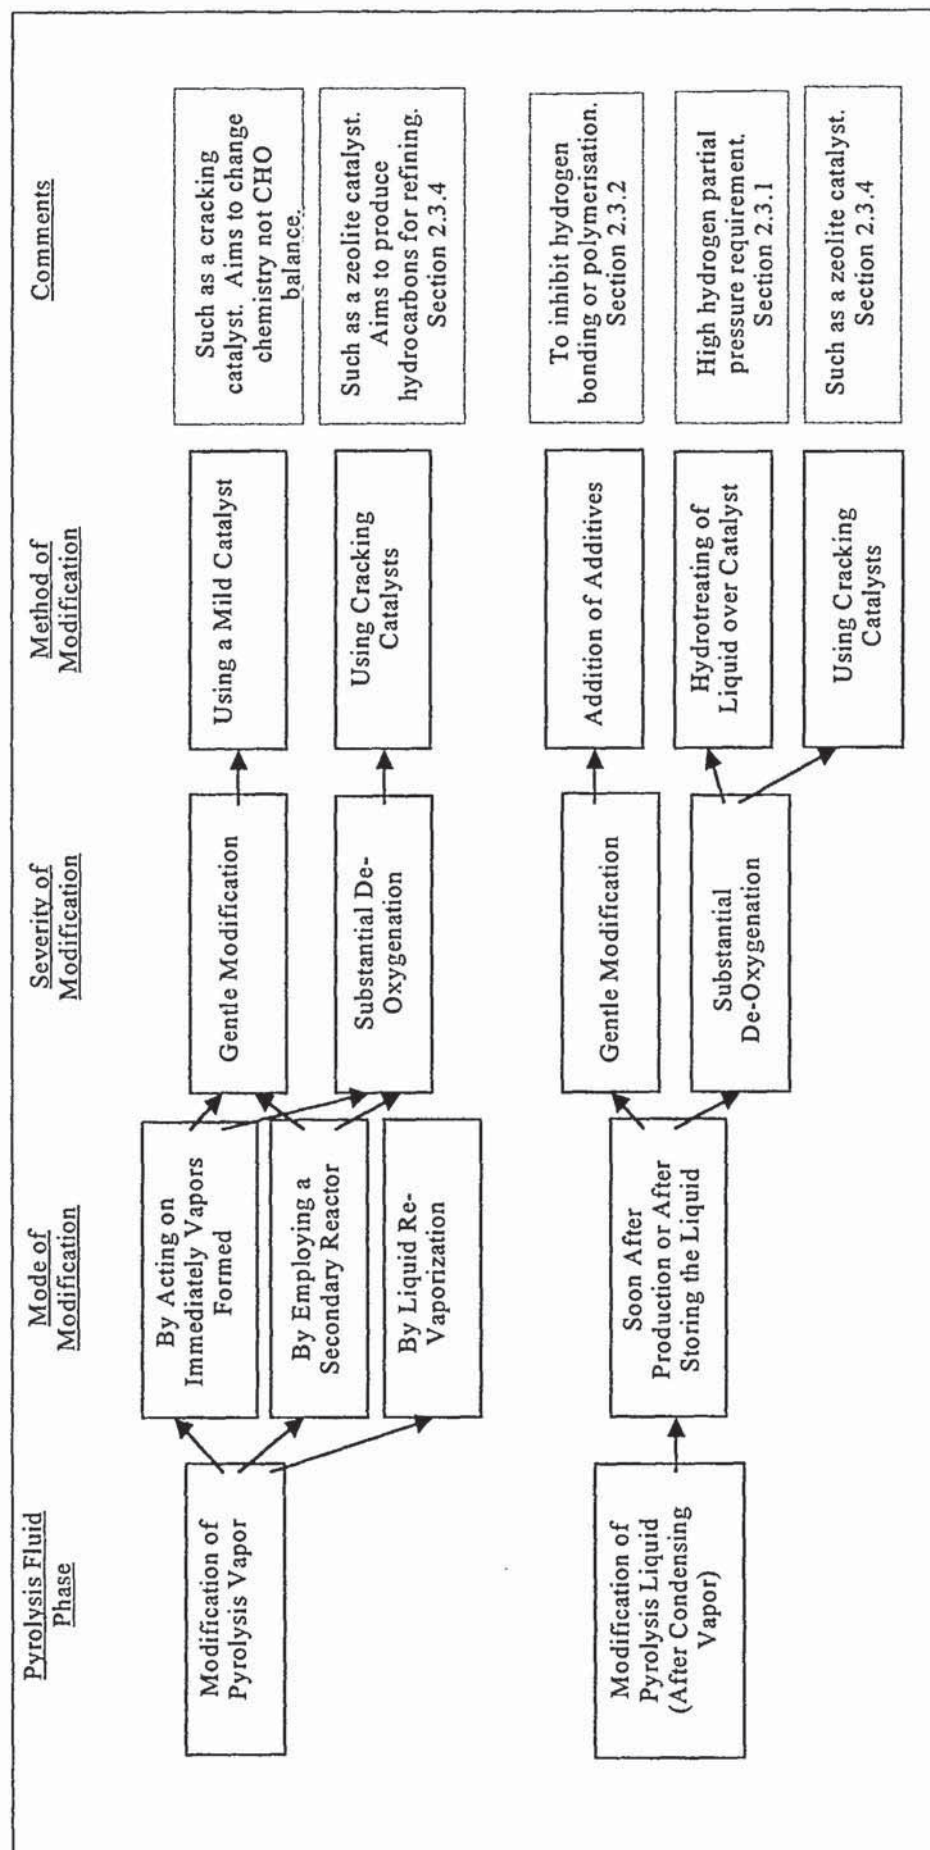 Pyrolysis Fluid
Phase
Mode of
Modification
Severity of
Modification
Method of
Modification
Comments
Modification of
Pyrolysis Vapor
By Acting on
Immediately Vapors
Formed
By Employing a
Secondary Reactor
By Liquid Re-
Vaporization
Gentle Modification
Substantial De-
Oxygenation
Using a Mild Catalyst
Using Cracking
Catalysts
Such as a cracking
catalyst. Aims to change
chemistry not CHO
balance.
Such as a zeolite catalyst.
Aims to produce
hydrocarbons for refining.
Section 2.3.4
Modification of
Pyrolysis Liquid
(After Condensing
Vapor)
Soon After
Production or After
Storing the Liquid
Gentle Modification
Substantial
De-Oxygenation
Addition of Additives
Hydrotreating of
Liquid over Catalyst
Using Cracking
Catalysts
To inhibit hydrogen
bonding or polymerisation.
Section 2.3.2
High hydrogen partial
pressure requirement.
Section 2.3.1
Such as a zeolite catalyst.
Section 2.3.4